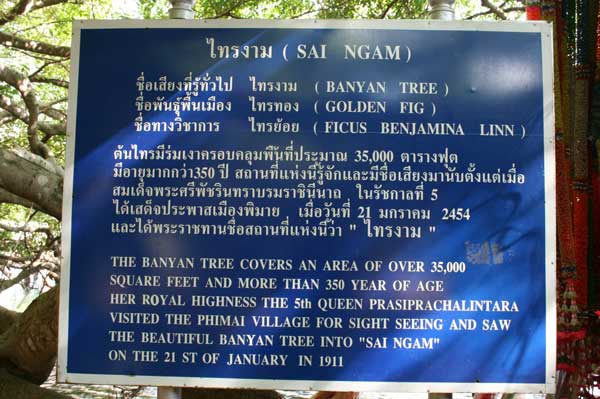 ไทรงาม ( SAI NGAM )
ชื่อเสียงที่รู้ทั่วไป ไทรงาม ( BANYAN TREE )
ชื่อพันธุ์พื้นเมือง ไทรทอง ( GOLDEN FIG )
ชื่อทางวิชาการ ไทรย้อย ( FICUS BENJAMINA LINN )
ต้นไทรมีร่มเงาครอบคลุมพื้นที่ประมาณ 35,000 ตารางฟุต
มีอายุมากกว่า350 ปี สถานที่แห่งนี้รู้จักและมีชื่อเสียงมานับตั้งแต่เมื่อ
สมเด็จพระศรีพัชรินทราบรมราชินีนาถ ในรัชกาลที่ 5
ได้เสด็จประพาสเมืองพิมาย เมื่อวันที่ 21 มกราคม 2454
และได้พระราชทานชื่อสถานที่แห่งนี้ว่า " ไทรงาม "
THE BANYAN TREE COVERS AN AREA OF OVER 35,000
SQUARE FEET AND MORE THAN 350 YEAR OF AGE
HER ROYAL HIGHNESS THE 5th QUEEN PRASIPRACHALINTARA
VISITED THE PHIMAI VILLAGE FOR SIGHT SEEING AND SAW
THE BEAUTIFUL BANYAN TREE INTO "SAI NGAM"
ON THE 21 ST OF JANUARY IN 1911